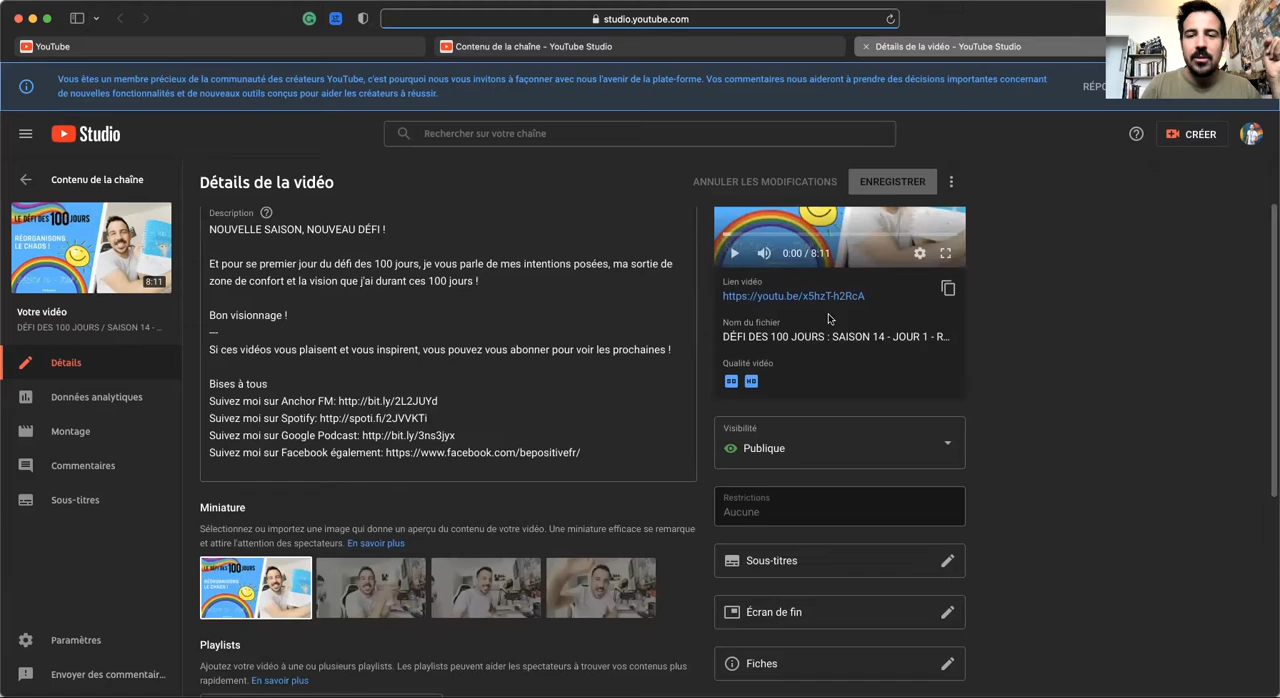 studio.youtube.com
YouTube
Contenu de la chaîne - YouTube Studio
Détails de la vidéo - YouTube Studio
Vous êtes un membre précieux de la communauté des créateurs YouTube, c'est pourquoi nous vous invitons à façonner avec nous l'avenir de la plate-forme. Vos commentaires nous aideront à prendre des décisions importantes concernant
de nouvelles fonctionnalités et de nouveaux outils conçus pour aider les créateurs à réussir.
Studio
Rechercher sur votre chaîne
CRÉER
Contenu de la chaîne
LE DÉFI DES 100 JOURS
RÉORGANISONS
LE CHAOS !
8:11
Votre vidéo
DÉFI DES 100 JOURS / SAISON 14 - ...
Détails
Données analytiques
Montage
Commentaires
Sous-titres
Paramètres
Envoyer des commentair...
Détails de la vidéo
ANNULER LES MODIFICATIONS
ENREGISTRER
Description
NOUVELLE SAISON, NOUVEAU DÉFI !
Et pour se premier jour du défi des 100 jours, je vous parle de mes intentions posées, ma sortie de
zone de confort et la vision que j'ai durant ces 100 jours !
Bon visionnage !
---
Si ces vidéos vous plaisent et vous inspirent, vous pouvez vous abonner pour voir les prochaines !
Bises à tous
Suivez moi sur Anchor FM: http://bit.ly/2L2JUYd
Suivez moi sur Spotify: http://spoti.fi/2JVVKTi
Suivez moi sur Google Podcast: http://bit.ly/3ns3jyx
Suivez moi sur Facebook également: https://www.facebook.com/bepositivefr/
Miniature
Sélectionnez ou importez une image qui donne un aperçu du contenu de votre vidéo. Une miniature efficace se remarque
et attire l'attention des spectateurs. En savoir plus
LE DÉFI DES 100 JOURS
RÉORGANISONS
LE CHAOS !
Playlists
Ajoutez votre vidéo à une ou plusieurs playlists. Les playlists peuvent aider les spectateurs à trouver vos contenus plus
rapidement. En savoir plus
0:00 / 8:11
Lien vidéo
https://youtu.be/x5hzT-h2RcA
Nom du fichier
DÉFI DES 100 JOURS : SAISON 14 - JOUR 1 - R...
Qualité vidéo
SD HD
Visibilité
Publique
Restrictions
Aucune
Sous-titres
Écran de fin
Fiches